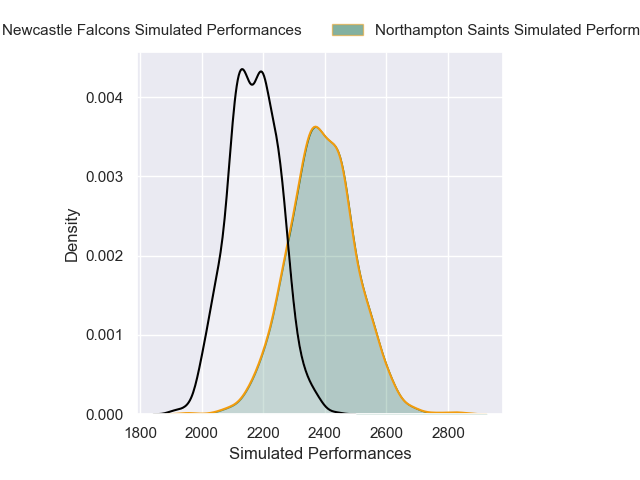 Newcastle Falcons Simulated Performances
Northampton Saints Simulated Perform
0.004
0.003
0.002
0.001
0.000
Density
1800 2000 2200 2400 2600 2800
Simulated Performances